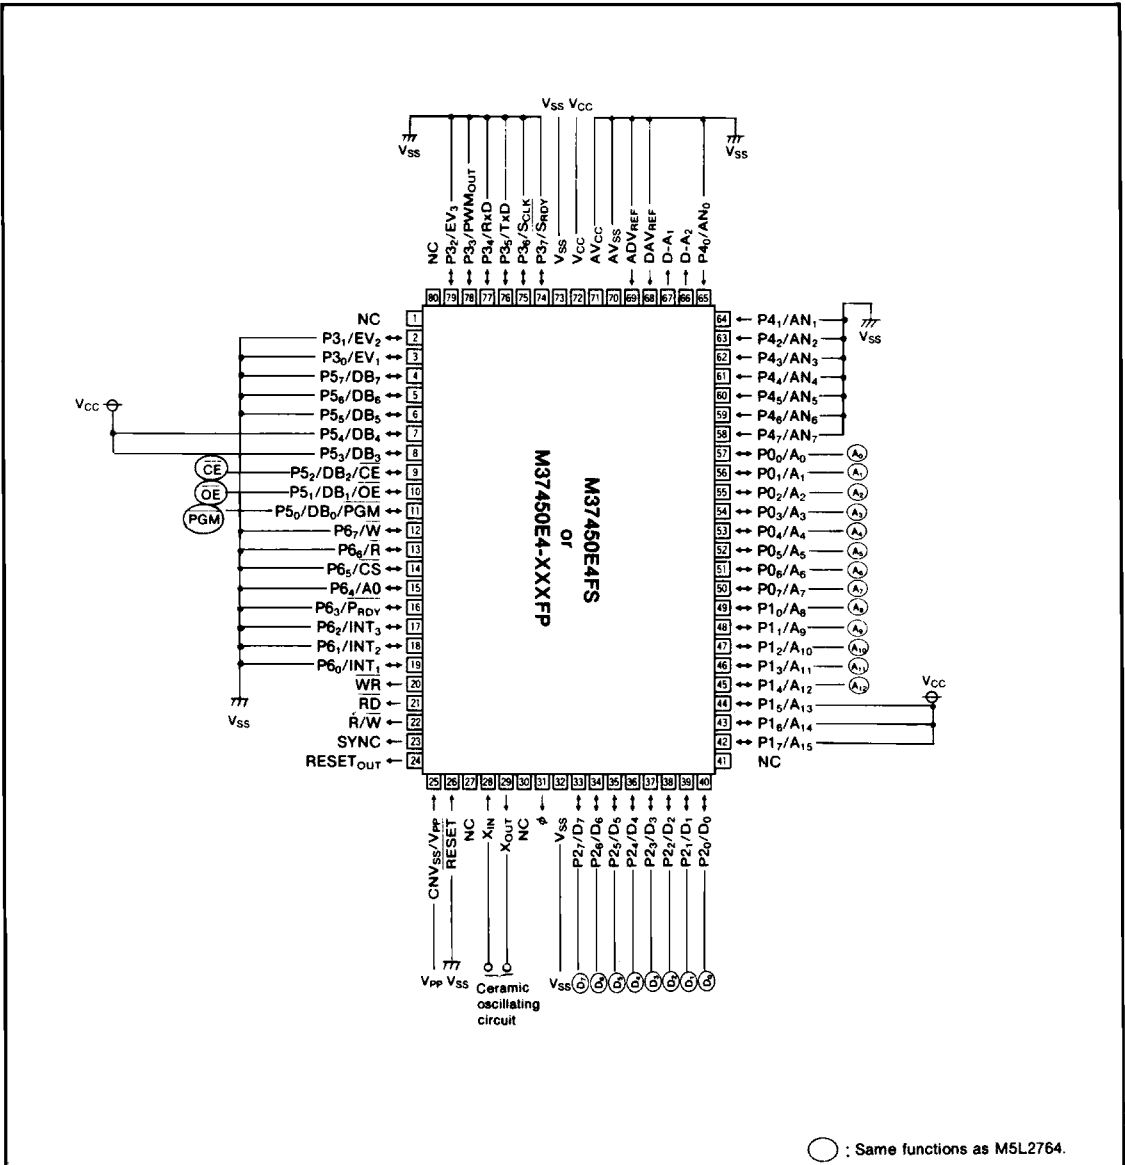 VSS VCC
VSS
VSS
NC
P32/EV3
P33/PWMOUT
P34/RxD
P35/TxD
P36/SCLK
P37/S̅R̅D̅Y̅
VSS
VCC
AVCC
AVSS
ADVREF
DAVREF
D-A1
D-A2
P40/AN0
80 79 78 77 76 75 74 73 72 71 70 69 68 67 66 65
NC 1
P31/EV2 2
P30/EV1 3
P57/DB7 4
P56/DB6 5
P55/DB5 6
VCC
P54/DB4 7
P53/DB3 8
C̅E̅ P52/DB2/C̅E̅ 9
O̅E̅ P51/DB1/O̅E̅ 10
P̅G̅M̅ P50/DB0/P̅G̅M̅ 11
P67/W̅ 12
P66/R̅ 13
P65/C̅S̅ 14
P64/A0 15
P63/P̅R̅D̅Y̅ 16
P62/INT3 17
P61/INT2 18
P60/INT1 19
VSS
W̅R̅ 20
R̅D̅ 21
R/W̅ 22
SYNC 23
RESETOUT 24
M37450E4FS
or
M37450E4-XXXFP
64 P41/AN1
VSS
63 P42/AN2
62 P43/AN3
61 P44/AN4
60 P45/AN5
59 P46/AN6
58 P47/AN7
57 P00/A0 A0
56 P01/A1 A1
55 P02/A2 A2
54 P03/A3 A3
53 P04/A4 A4
52 P05/A5 A5
51 P06/A6 A6
50 P07/A7 A7
49 P10/A8 A8
48 P11/A9 A9
47 P12/A10 A10
46 P13/A11 A11
45 P14/A12 A12
VCC
44 P15/A13
43 P16/A14
42 P17/A15
41 NC
25 26 27 28 29 30 31 32 33 34 35 36 37 38 39 40
CNVSS/VPP
R̅E̅S̅E̅T̅
NC
XIN
XOUT
NC
φ
VSS
P27/D7
P26/D6
P25/D5
P24/D4
P23/D3
P22/D2
P21/D1
P20/D0
VPP VSS
Ceramic
oscillating
circuit
VSS D7 D6 D5 D4 D3 D2 D1 D0
: Same functions as M5L2764.